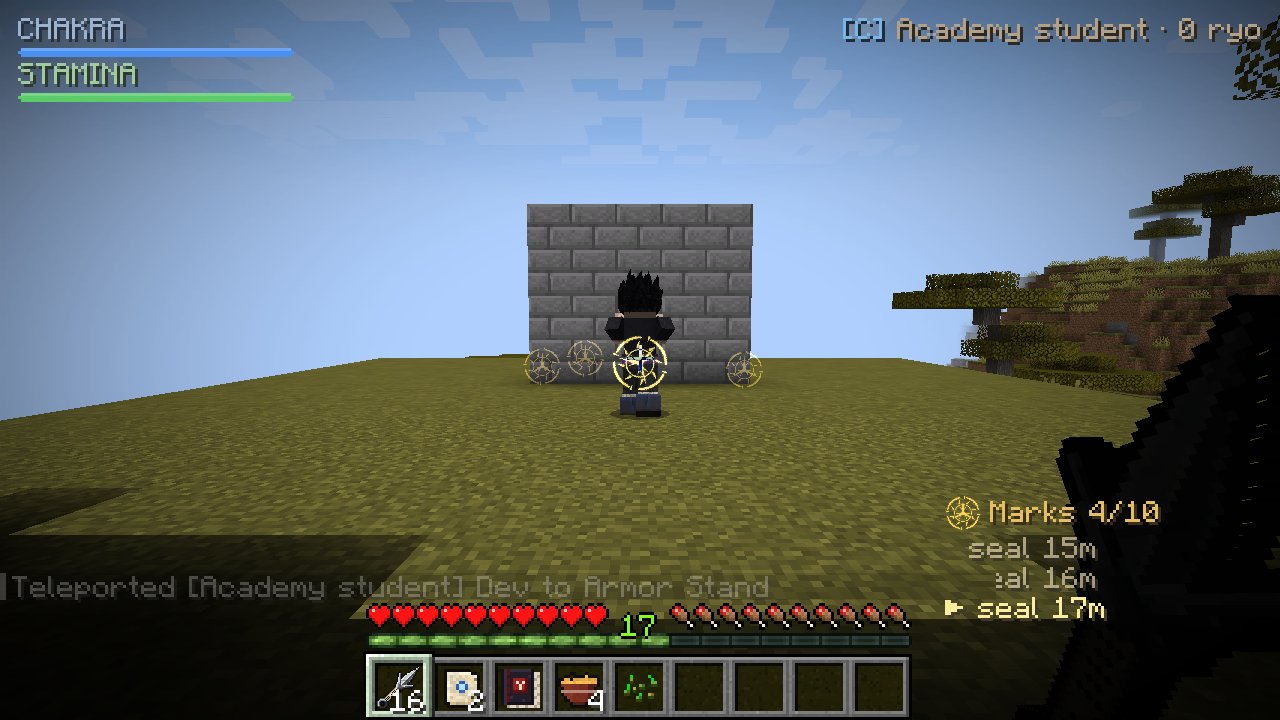 CHAKRA
[C] Academy student · 0 ryo
STAMINA
Marks 4/10
seal 15m
eal 16m
Teleported [Academy student] Dev to Armor Stand
► seal 17m
17
16
2
4